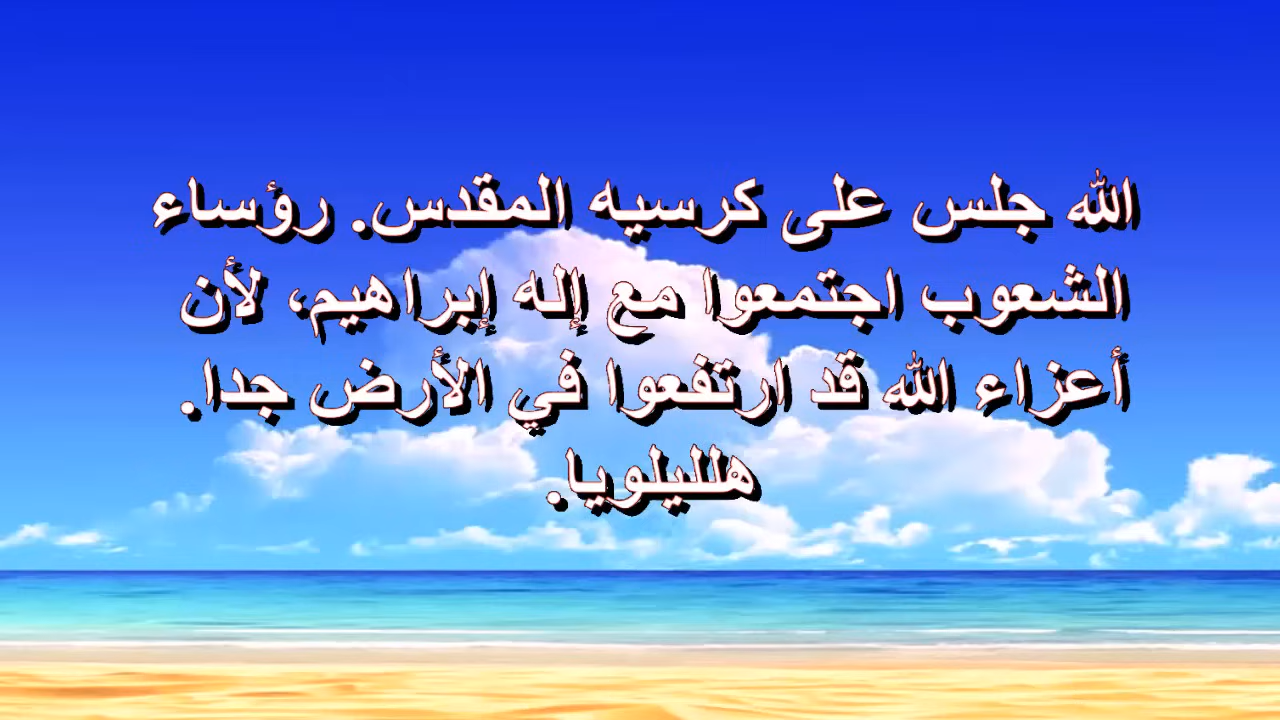 الله جلس على كرسيه المقدس. رؤساء
الشعوب اجتمعوا مع إله إبراهيم، لأن
أعزاء الله قد ارتفعوا في الأرض جدا.
هلليلويا.